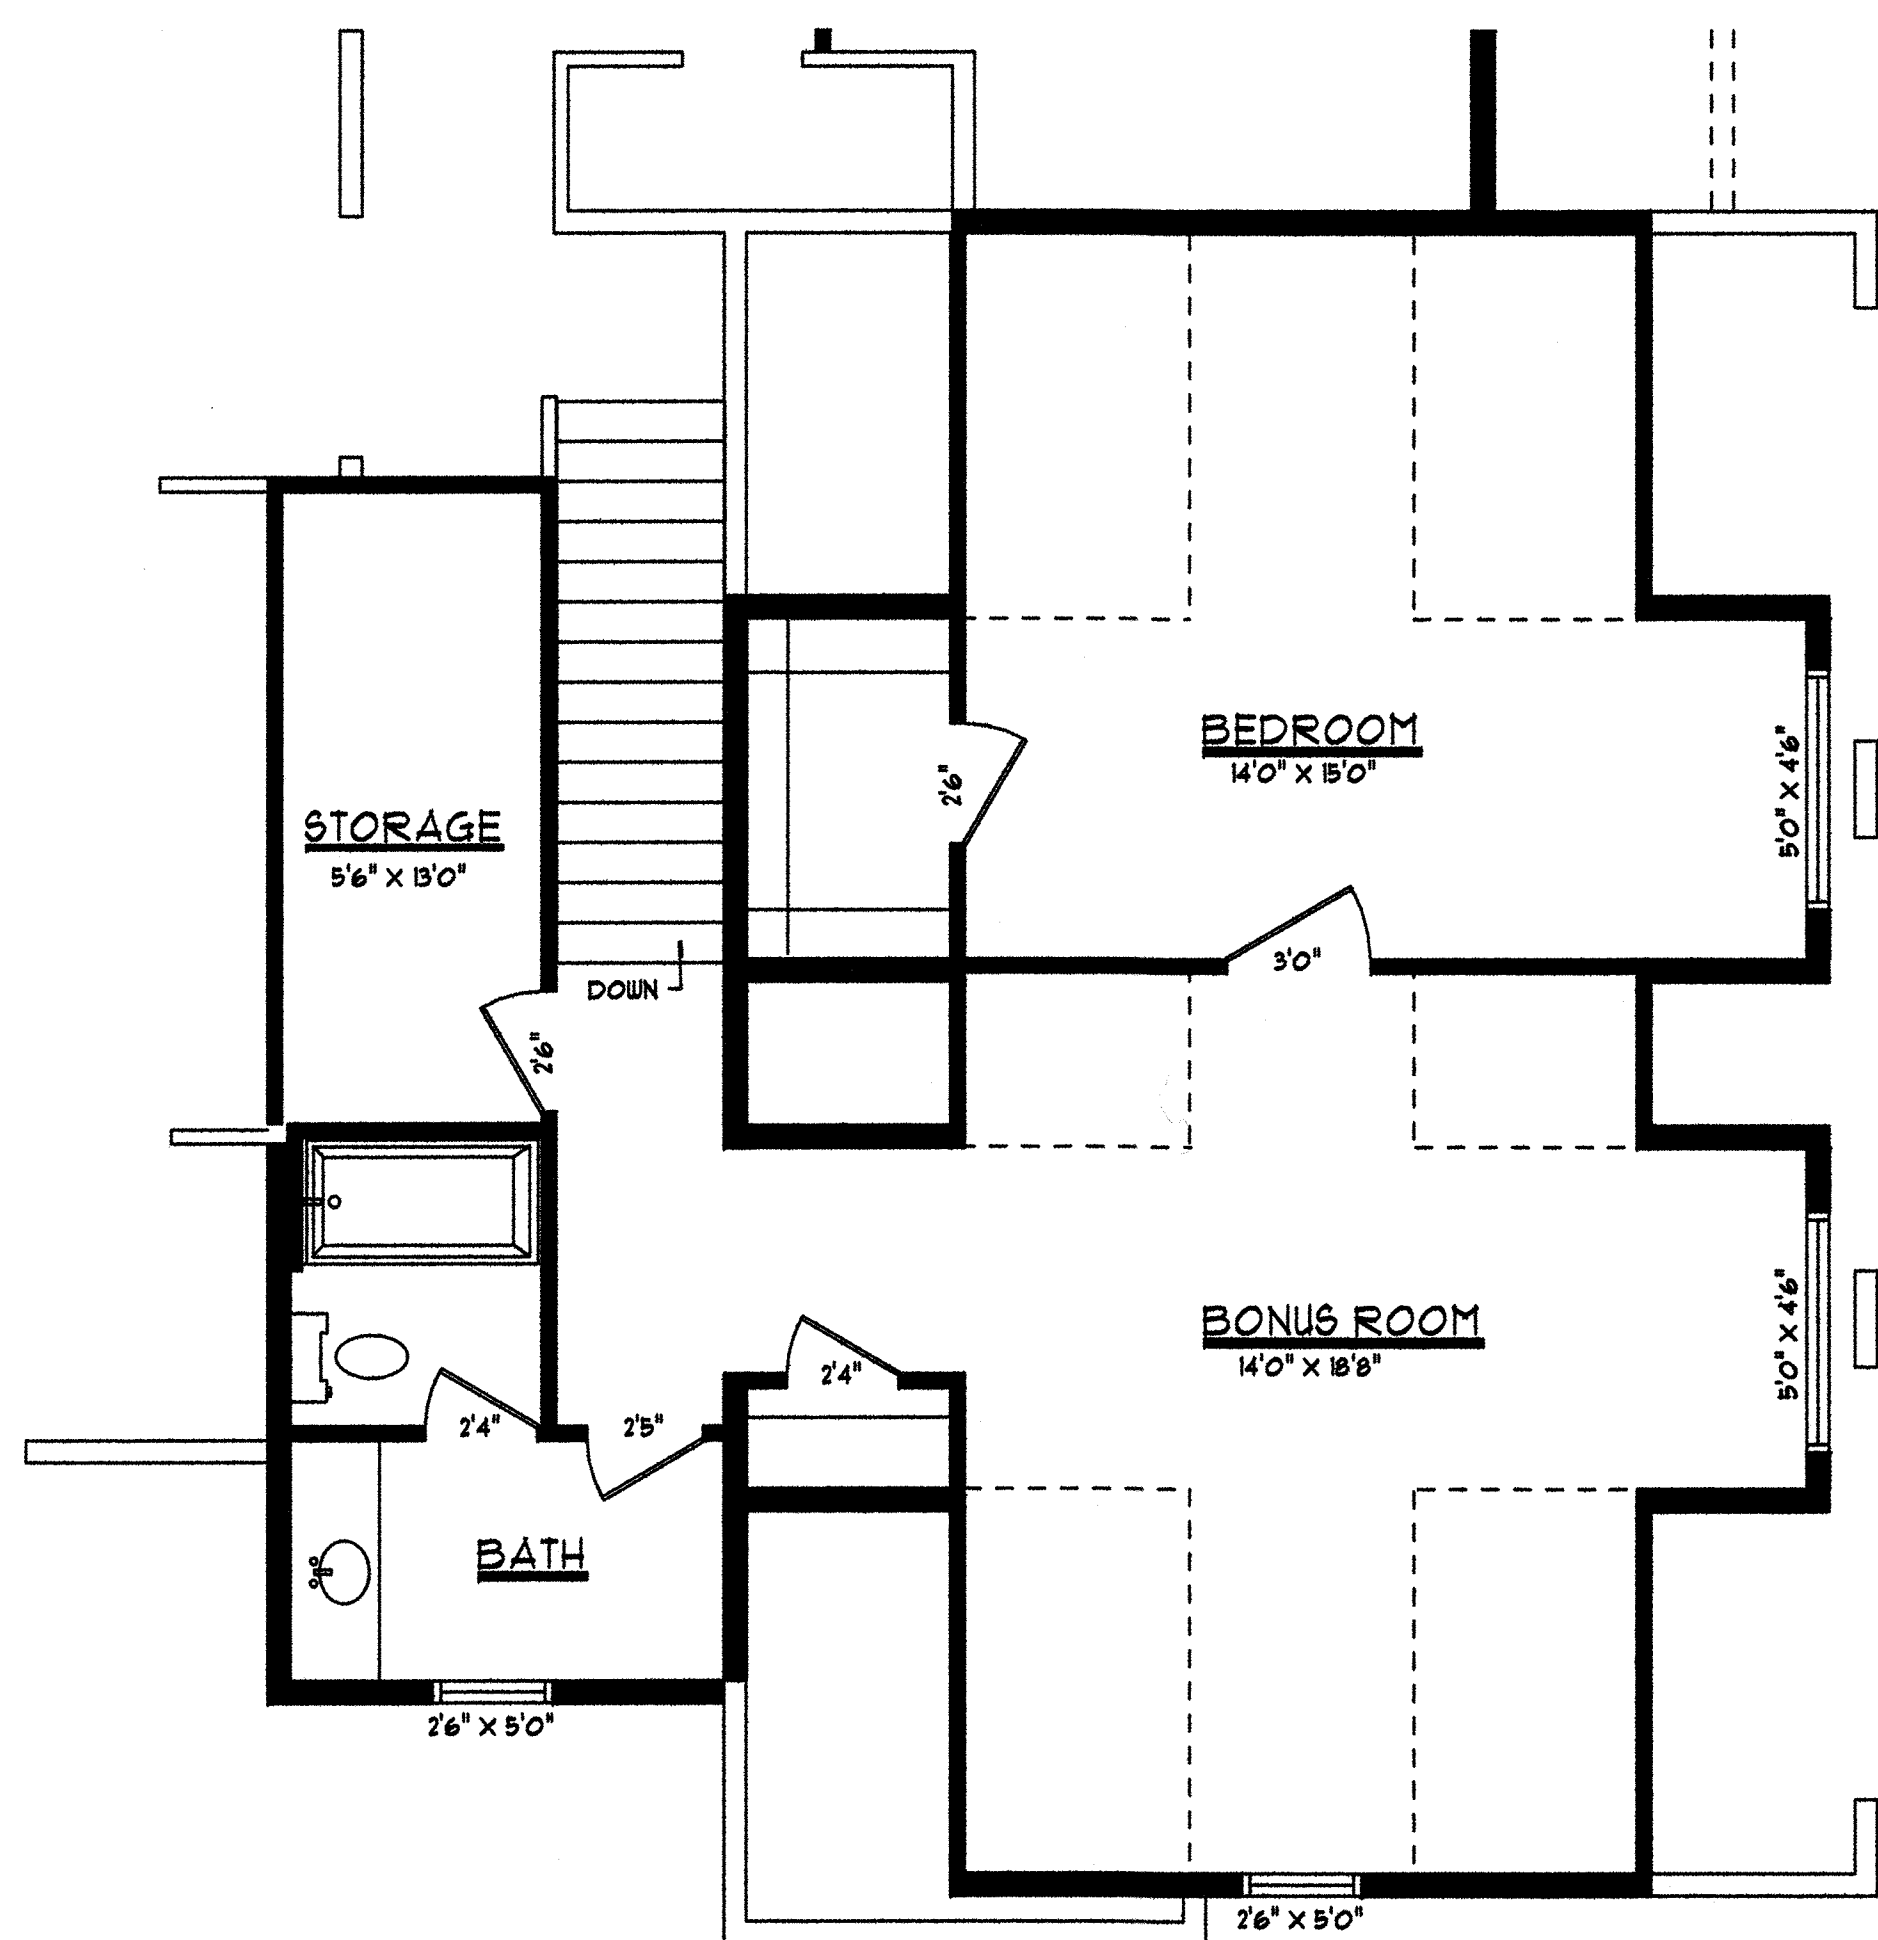 BEDROOM
14'0" X 15'0"
2'6"
5'0" X 4'6"
STORAGE
5'6" X 13'0"
3'0"
DOWN
2'6"
BONUS ROOM
14'0" X 18'8"
5'0" X 4'6"
2'4"
2'4"
2'5"
BATH
2'6" X 5'0"
2'6" X 5'0"